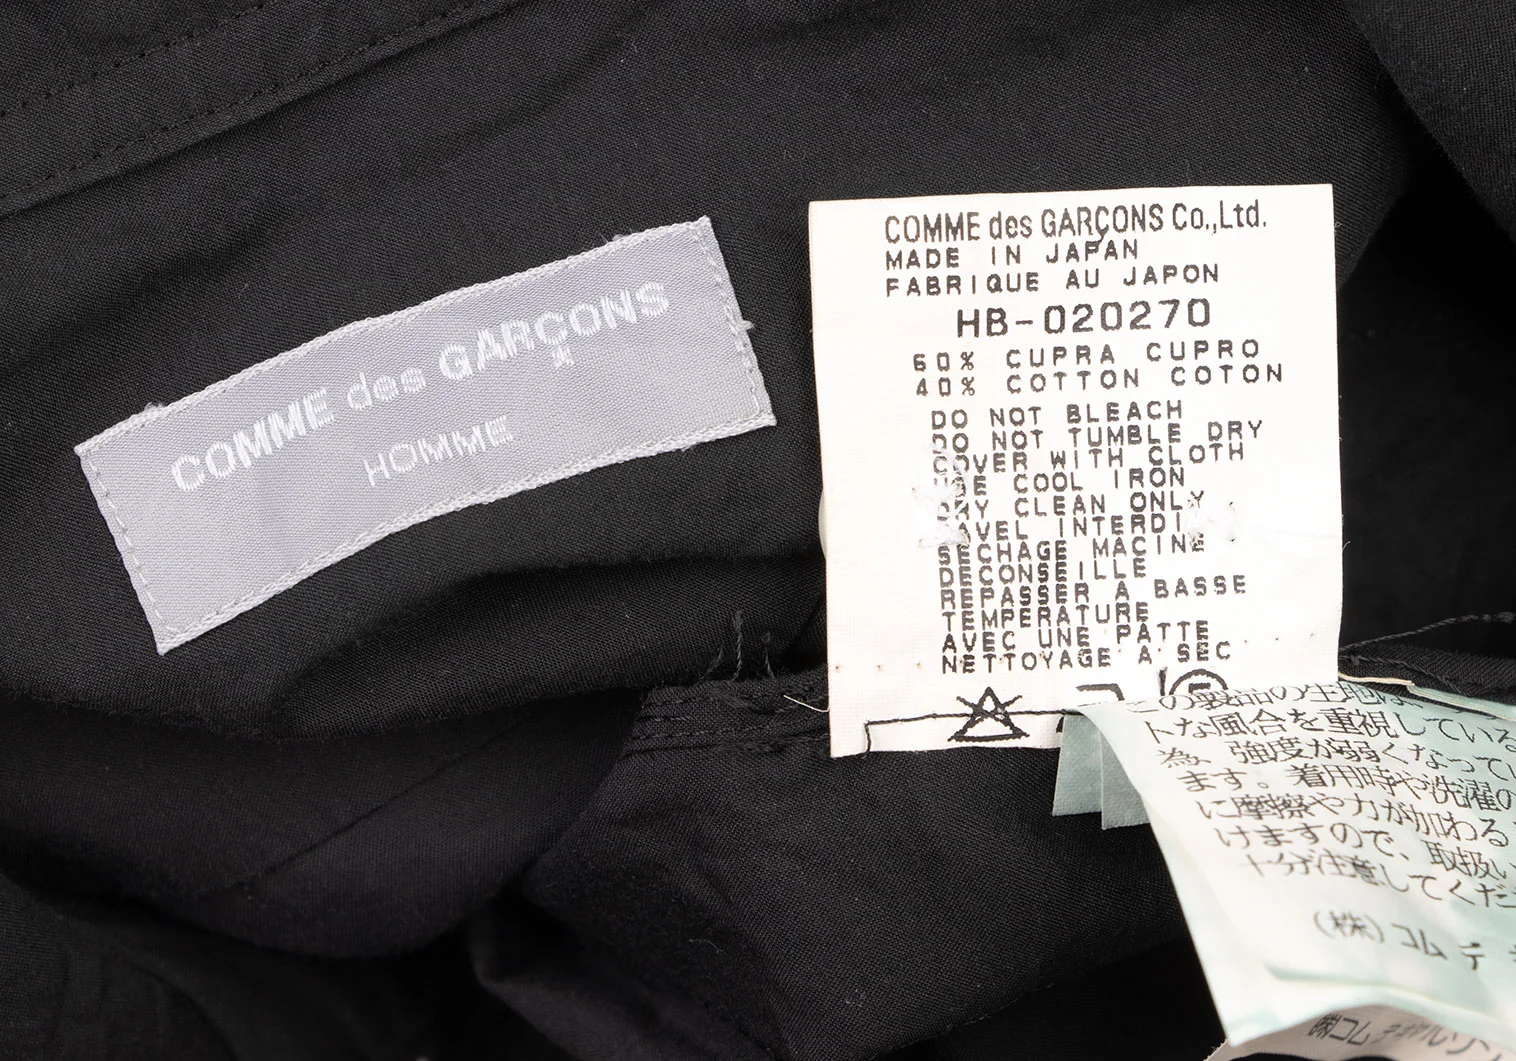 COMME des GARÇONS
HOMME
COMME des GARÇONS Co.,Ltd.
MADE IN JAPAN
FABRIQUE AU JAPON
HB-020270
60% CUPRA CUPRO
40% COTTON COTON
DO NOT BLEACH
DO NOT TUMBLE DRY
COVER WITH CLOTH
USE COOL IRON
DRY CLEAN ONLY
LAVEL INTERDI
SECHAGE MACINE
DECONSEILLE
REPASSER A BASSE
TEMPERATURE
AVEC UNE PATTE
NETTOYAGE A SEC
この製品の生地は、
トな風合を重視している
為、強度が弱くなってい
ます。着用時や洗濯の
に摩擦や力が加わる
けますので、取扱い
十分注意してくだ
(株)コム デ